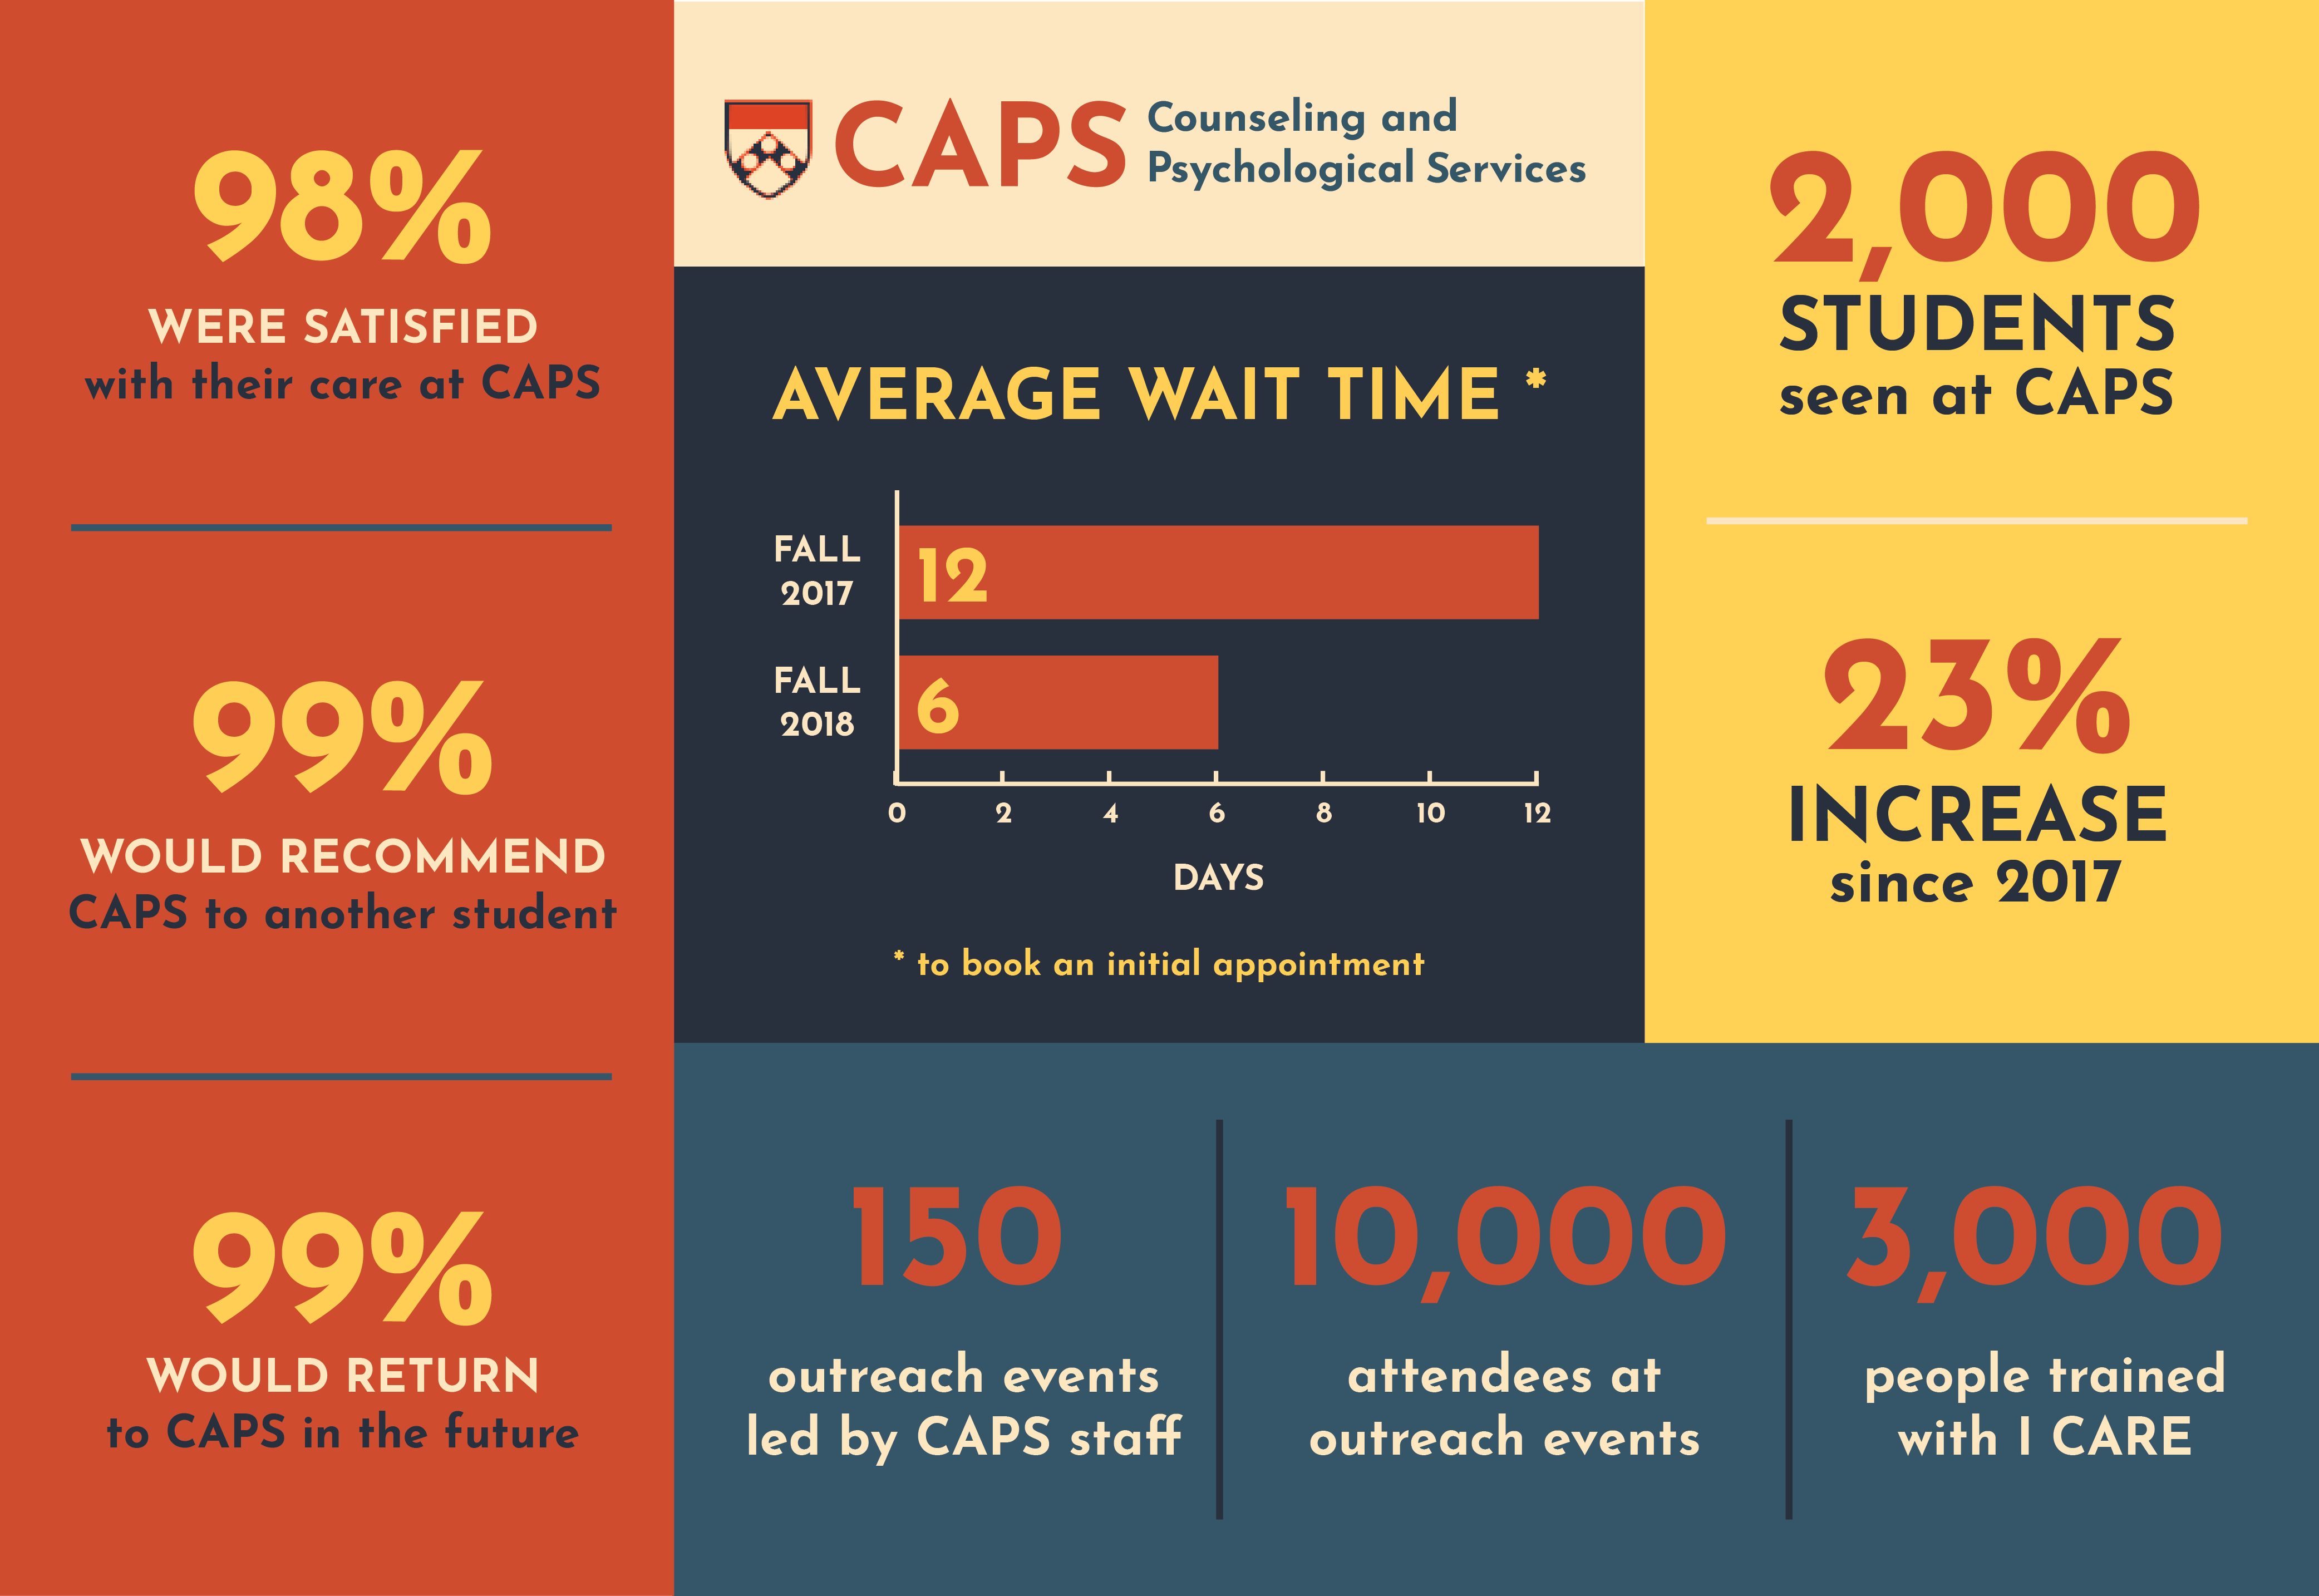 98%
WERE SATISFIED
with their care at CAPS
99%
WOULD RECOMMEND
CAPS to another student
99%
WOULD RETURN
to CAPS in the future
CAPS
Counseling and
Psychological Services
AVERAGE WAIT TIME *
FALL
2017
12
FALL
2018
6
0 2 4 6 8 10 12
DAYS
* to book an initial appointment
2,000
STUDENTS
seen at CAPS
23%
INCREASE
since 2017
150
outreach events
led by CAPS staff
10,000
attendees at
outreach events
3,000
people trained
with I CARE